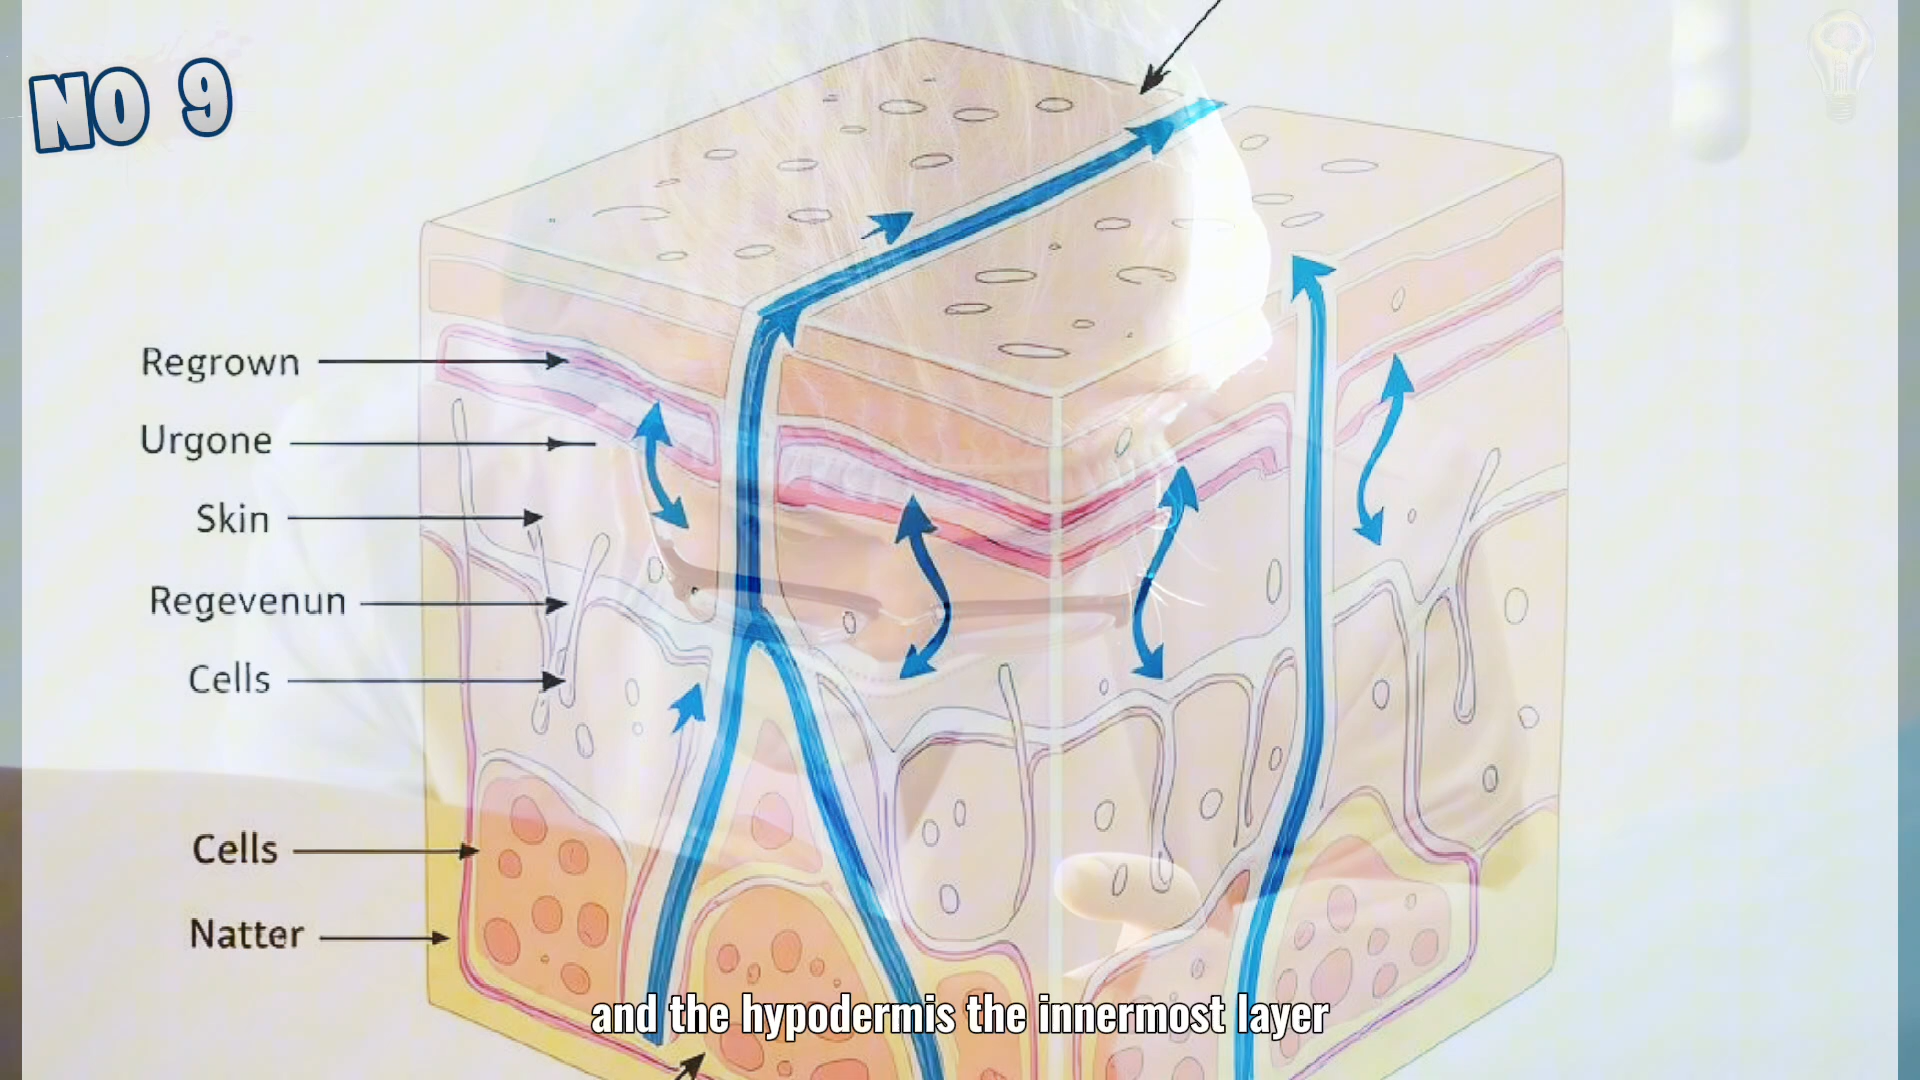 NO 9
Regrown
Urgone
Skin
Regevenun
Cells
Cells
Natter
and the hypodermis the innermost layer